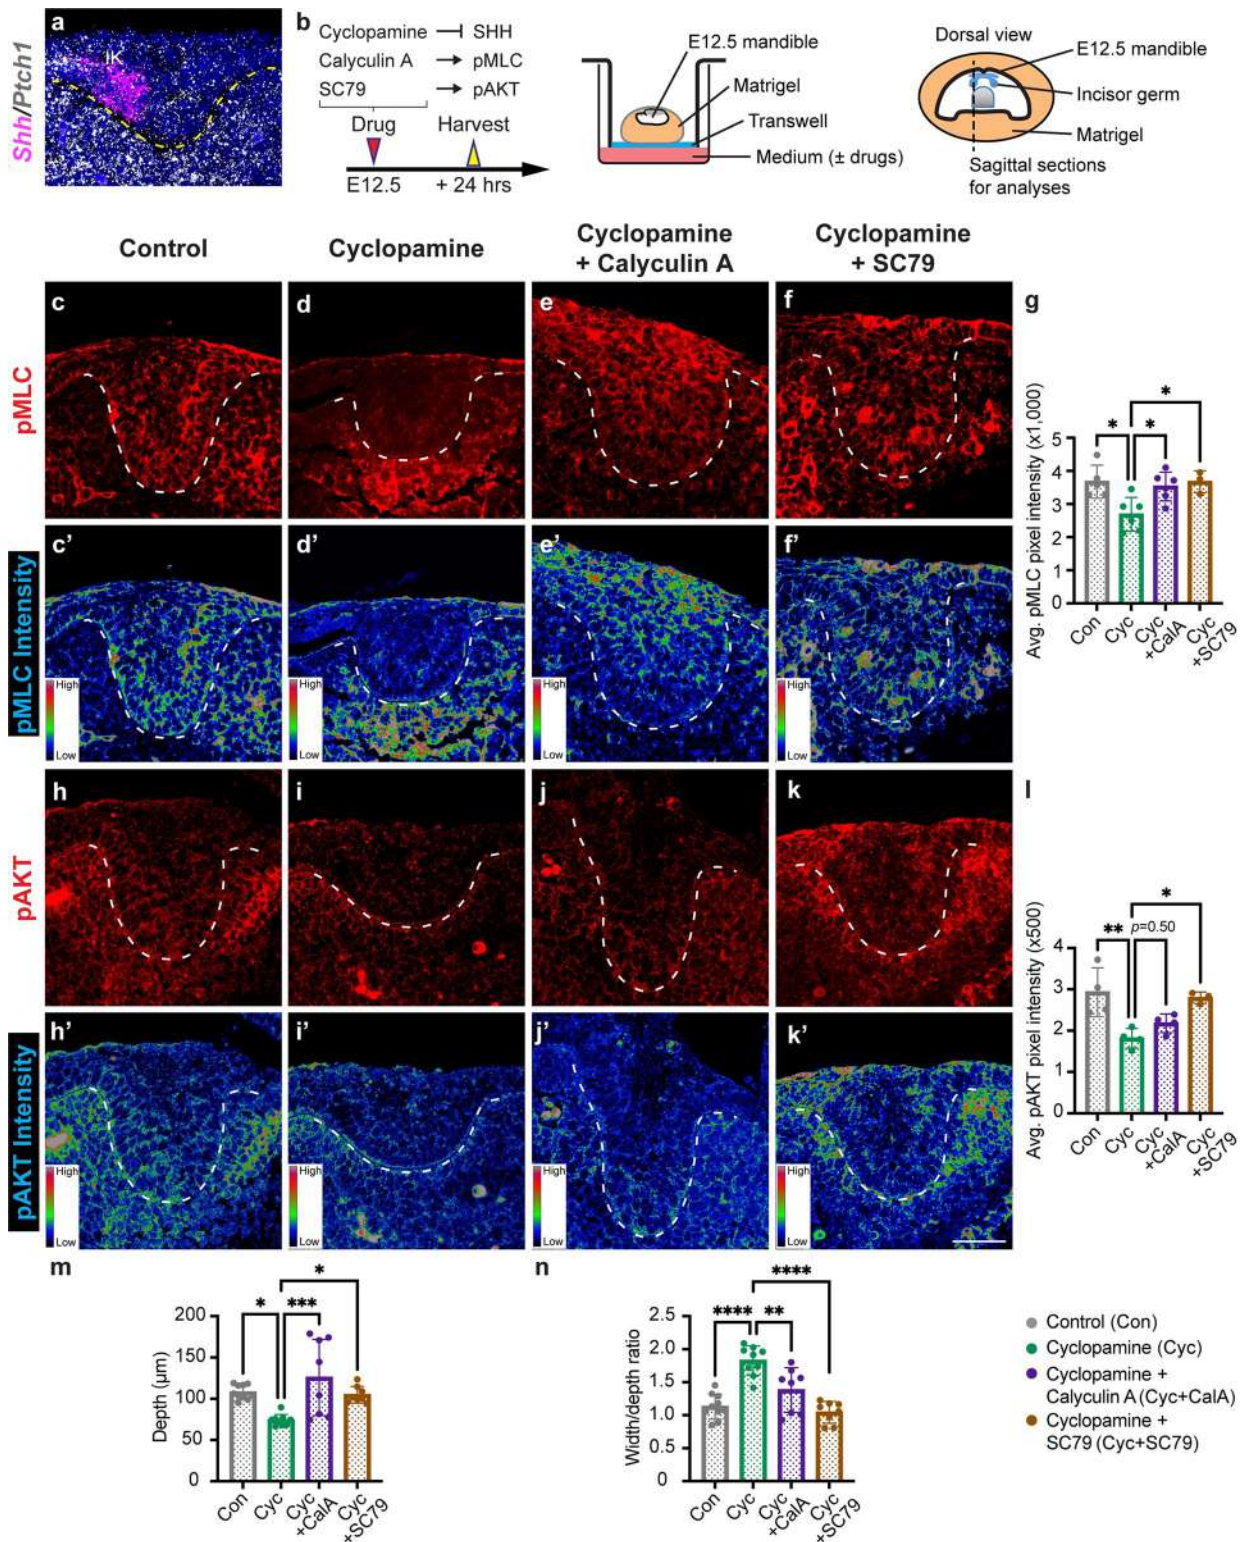 a
IK
Shh/Ptch1
b
Cyclopamine
SHH
Calyculin A
pMLC
SC79
pAKT
Drug
Harvest
E12.5
+ 24 hrs
E12.5 mandible
Matrigel
Transwell
Medium (± drugs)
Dorsal view
E12.5 mandible
Incisor germ
Matrigel
Sagittal sections
for analyses
Control
Cyclopamine
Cyclopamine
+ Calyculin A
Cyclopamine
+ SC79
pMLC
c
d
e
f
pMLC Intensity
c’
High
Low
d’
High
Low
e’
High
Low
f’
High
Low
g
Avg. pMLC pixel intensity (x1,000)
5
4
3
2
1
0
*
*
*
Con
Cyc
Cyc
+CalA
Cyc
+SC79
pAKT
h
i
j
k
pAKT Intensity
h’
High
Low
i’
High
Low
j’
High
Low
k’
High
Low
l
Avg. pAKT pixel intensity (x500)
4
3
2
1
0
**
p=0.50
*
Con
Cyc
Cyc
+CalA
Cyc
+SC79
m
Depth (µm)
200
150
100
50
0
*
***
*
Con
Cyc
Cyc
+CalA
Cyc
+SC79
n
Width/depth ratio
2.5
2.0
1.5
1.0
0.5
0
****
**
****
Con
Cyc
Cyc
+CalA
Cyc
+SC79
Control (Con)
Cyclopamine (Cyc)
Cyclopamine +
Calyculin A (Cyc+CalA)
Cyclopamine +
SC79 (Cyc+SC79)